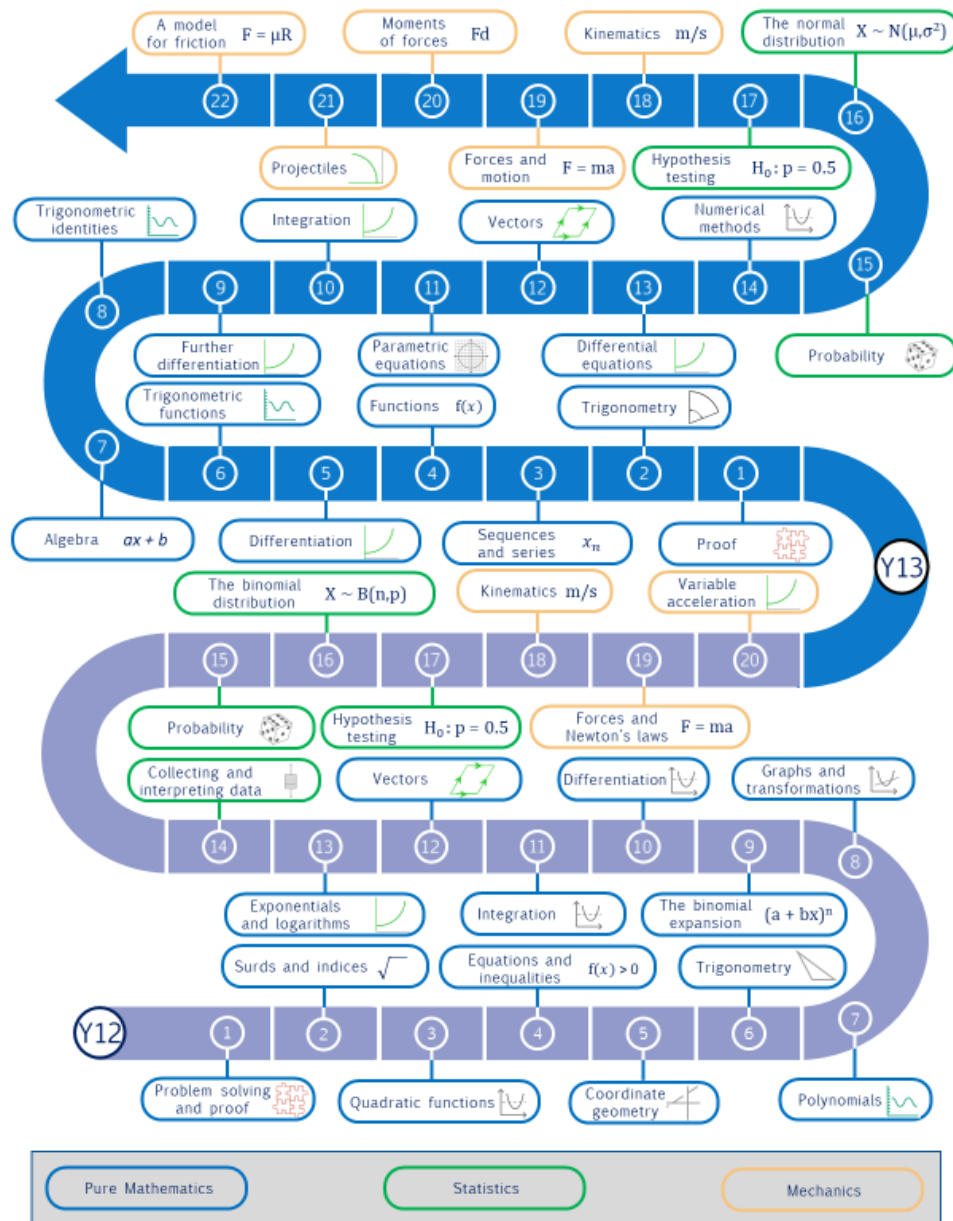 A model
for friction F = μR
Moments
of forces Fd
Kinematics m/s
The normal
distribution X ~ N(μ,σ²)
22
21
20
19
18
17
16
Projectiles
Forces and
motion F = ma
Hypothesis
testing H₀: p = 0.5
Trigonometric
identities
Integration
Vectors
Numerical
methods
15
8
9
10
11
12
13
14
Further
differentiation
Parametric
equations
Differential
equations
Probability
Trigonometric
functions
Functions f(x)
Trigonometry
7
6
5
4
3
2
1
Algebra ax + b
Differentiation
Sequences
and series xₙ
Proof
Y13
The binomial
distribution X ~ B(n,p)
Kinematics m/s
Variable
acceleration
15
16
17
18
19
20
Probability
Hypothesis
testing H₀: p = 0.5
Forces and
Newton's laws F = ma
Collecting and
interpreting data
Vectors
Differentiation
Graphs and
transformations
14
13
12
11
10
9
8
Exponentials
and logarithms
Integration
The binomial
expansion (a + bx)ⁿ
Surds and indices √
Equations and
inequalities f(x) > 0
Trigonometry
Y12
1
2
3
4
5
6
7
Problem solving
and proof
Quadratic functions
Coordinate
geometry
Polynomials
Pure Mathematics
Statistics
Mechanics